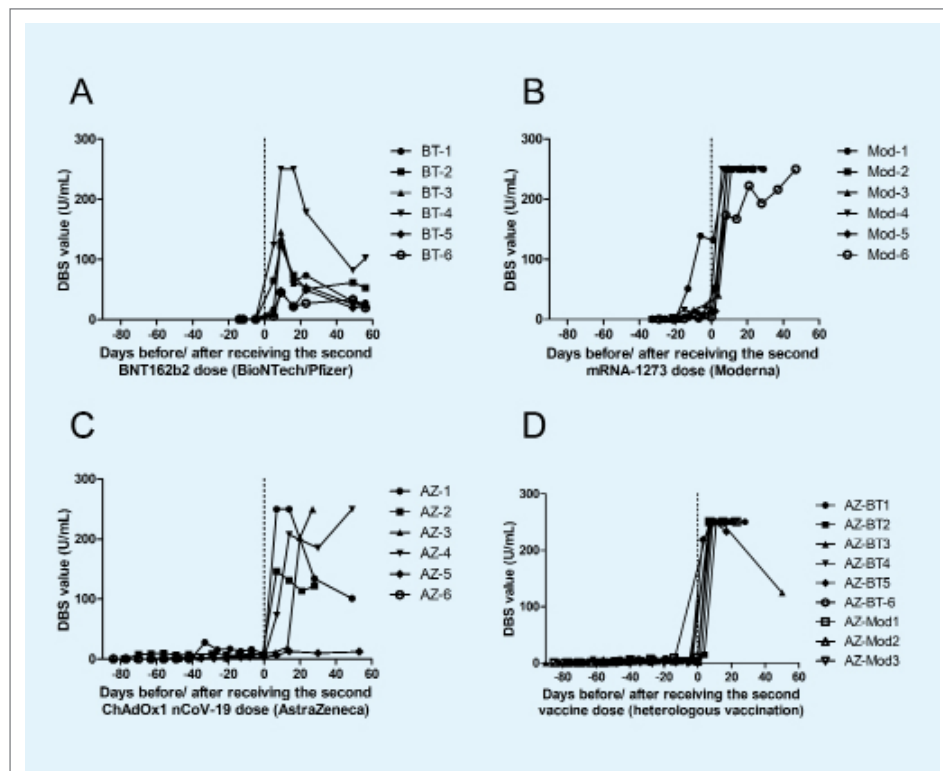 A
DBS value (U/mL)
300
200
100
0
-80 -60 -40 -20 0 20 40 60
Days before/ after receiving the second
BNT162b2 dose (BioNTech/Pfizer)
BT-1
BT-2
BT-3
BT-4
BT-5
BT-6
B
DBS value (U/mL)
300
200
100
0
-80 -60 -40 -20 0 20 40 60
Days before/ after receiving the second
mRNA-1273 dose (Moderna)
Mod-1
Mod-2
Mod-3
Mod-4
Mod-5
Mod-6
C
DBS value (U/mL)
300
200
100
0
-80 -60 -40 -20 0 20 40 60
Days before/ after receiving the second
ChAdOx1 nCoV-19 dose (AstraZeneca)
AZ-1
AZ-2
AZ-3
AZ-4
AZ-5
AZ-6
D
DBS value (U/mL)
300
200
100
0
-80 -60 -40 -20 0 20 40 60
Days before/ after receiving the second
vaccine dose (heterologous vaccination)
AZ-BT1
AZ-BT2
AZ-BT3
AZ-BT4
AZ-BT5
AZ-BT-6
AZ-Mod1
AZ-Mod2
AZ-Mod3